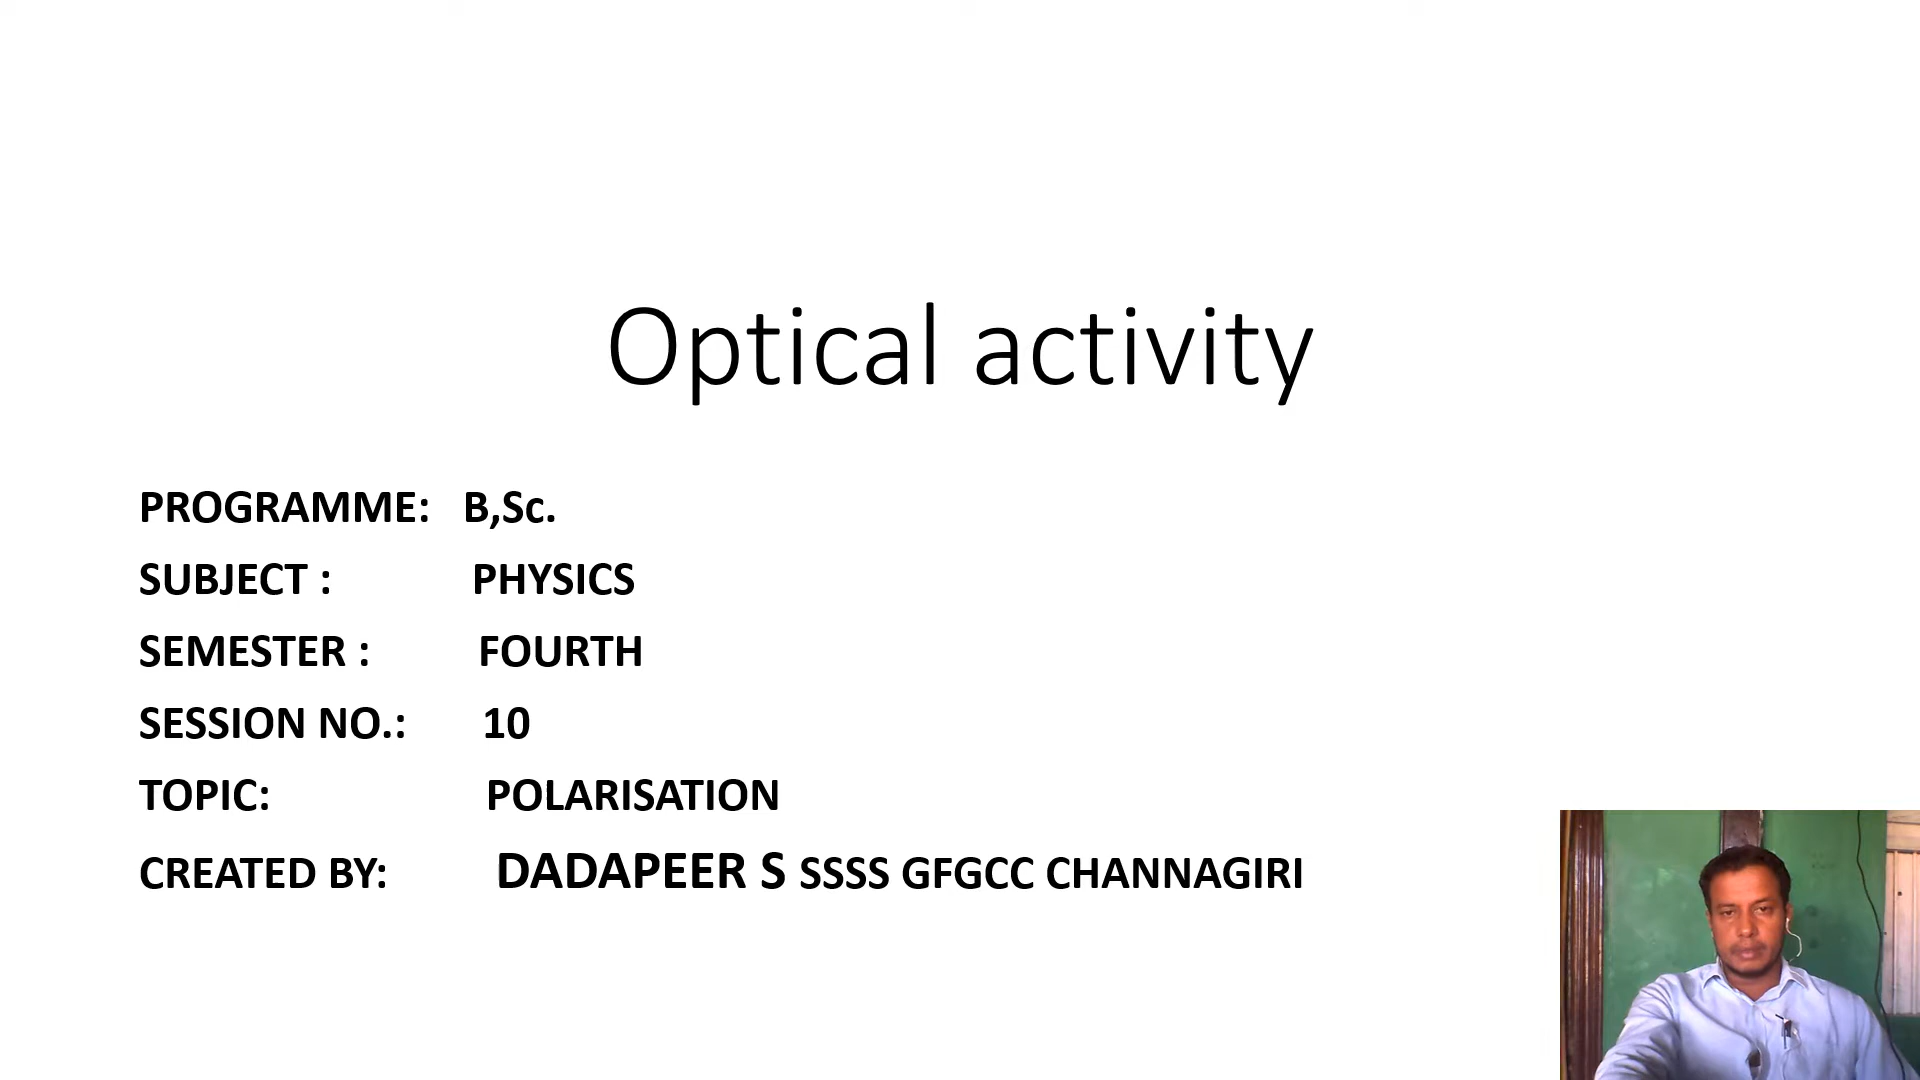 Optical activity
PROGRAMME: B,Sc.
SUBJECT : PHYSICS
SEMESTER : FOURTH
SESSION NO.: 10
TOPIC: POLARISATION
CREATED BY: DADAPEER S SSSS GFGCC CHANNAGIRI